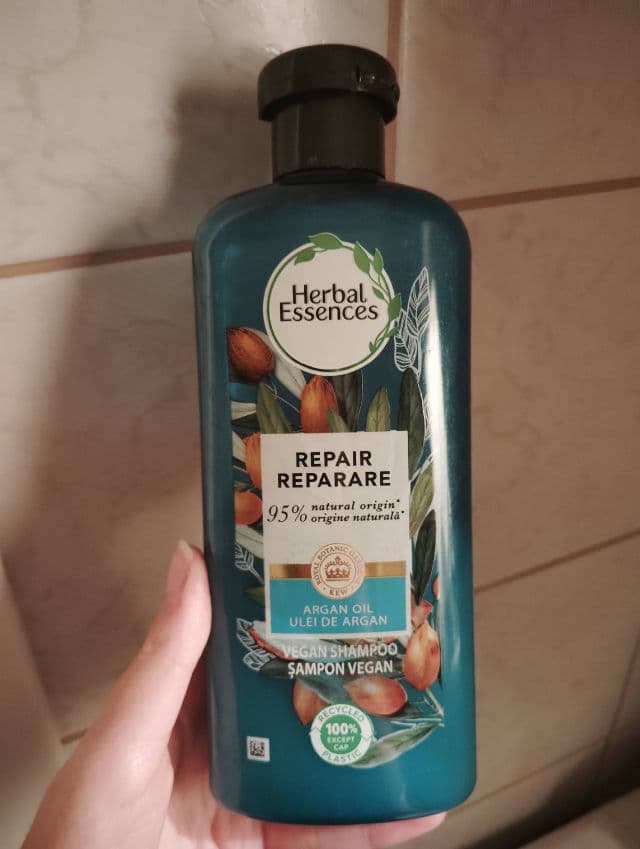 Herbal
Essences
REPAIR
REPARARE
95% natural origin*
origine naturală*
ROYAL BOTANIC GARDENS
KEW
ARGAN OIL
ULEI DE ARGAN
VEGAN SHAMPOO
ȘAMPON VEGAN
RECYCLED
100%
EXCEPT
CAP
PLASTIC